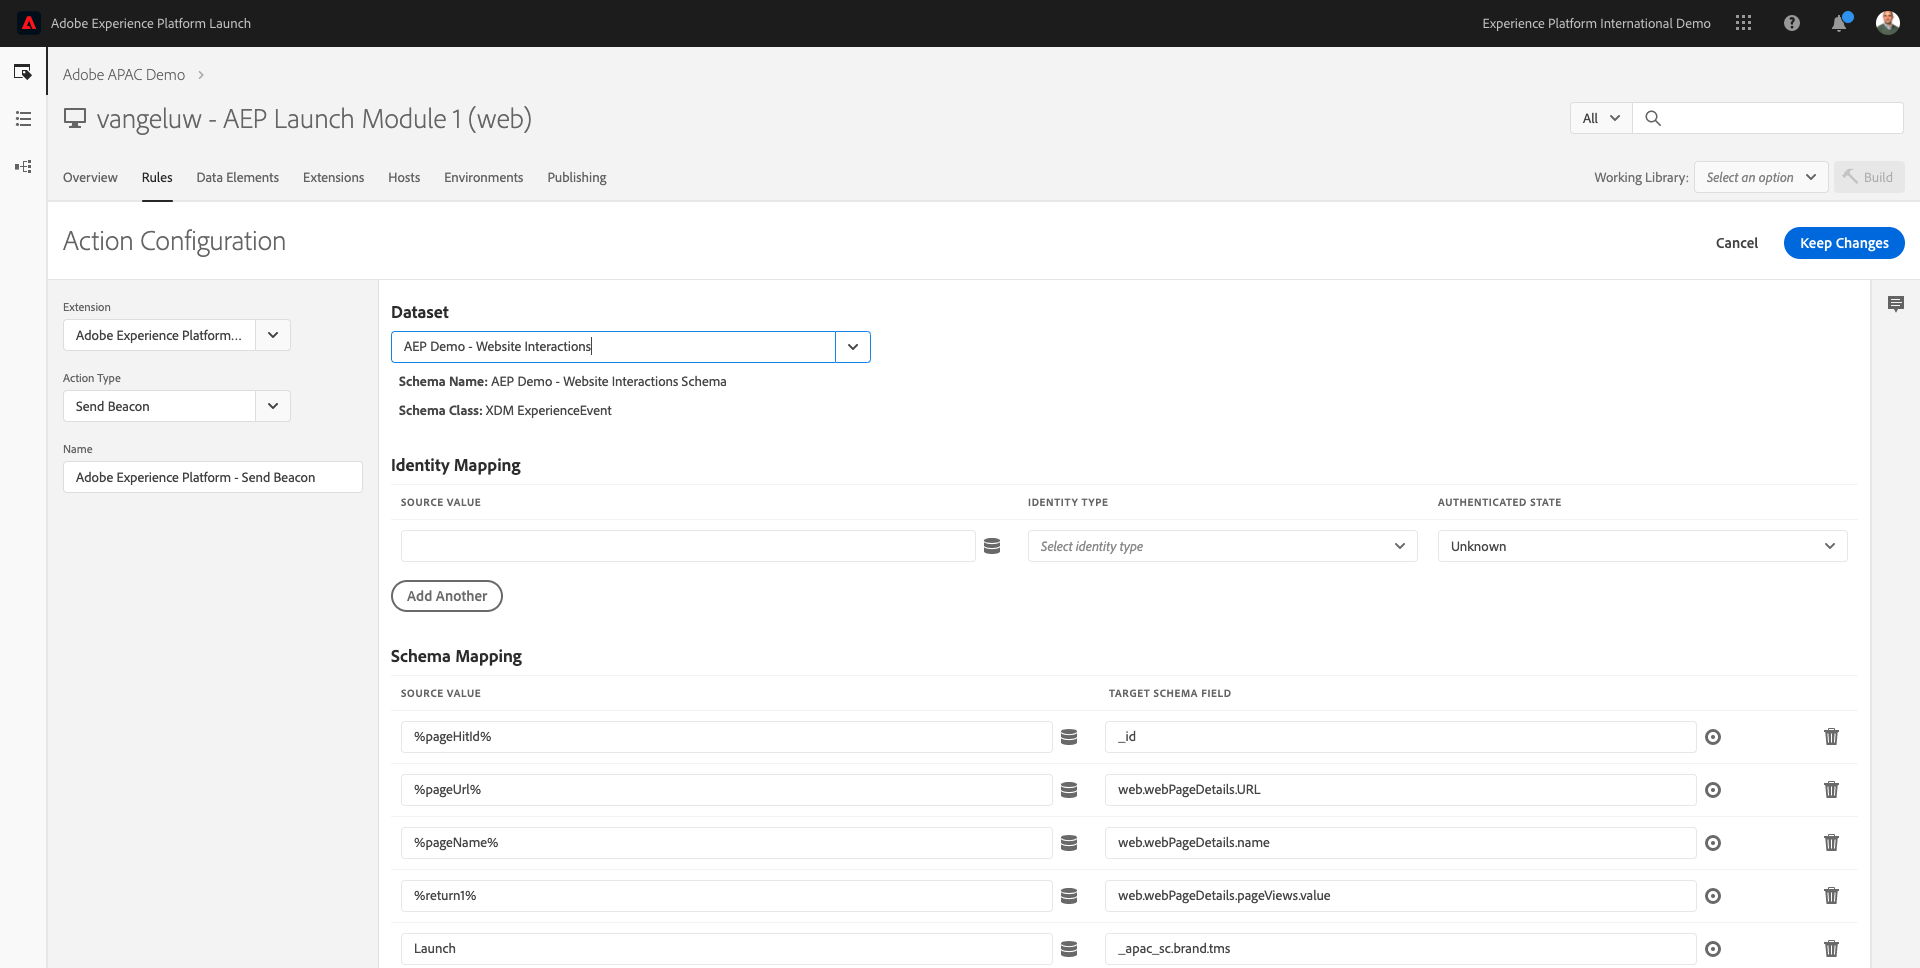 Adobe Experience Platform Launch
Experience Platform International Demo
Adobe APAC Demo
vangeluw - AEP Launch Module 1 (web)
All
Overview Rules Data Elements Extensions Hosts Environments Publishing
Working Library: Select an option Build
Action Configuration
Cancel Keep Changes
Extension
Adobe Experience Platform...
Action Type
Send Beacon
Name
Adobe Experience Platform - Send Beacon
Dataset
AEP Demo - Website Interactions
Schema Name: AEP Demo - Website Interactions Schema
Schema Class: XDM ExperienceEvent
Identity Mapping
SOURCE VALUE IDENTITY TYPE AUTHENTICATED STATE
Select identity type Unknown
Add Another
Schema Mapping
SOURCE VALUE TARGET SCHEMA FIELD
%pageHitId% _id
%pageUrl% web.webPageDetails.URL
%pageName% web.webPageDetails.name
%return1% web.webPageDetails.pageViews.value
Launch _apac_sc.brand.tms